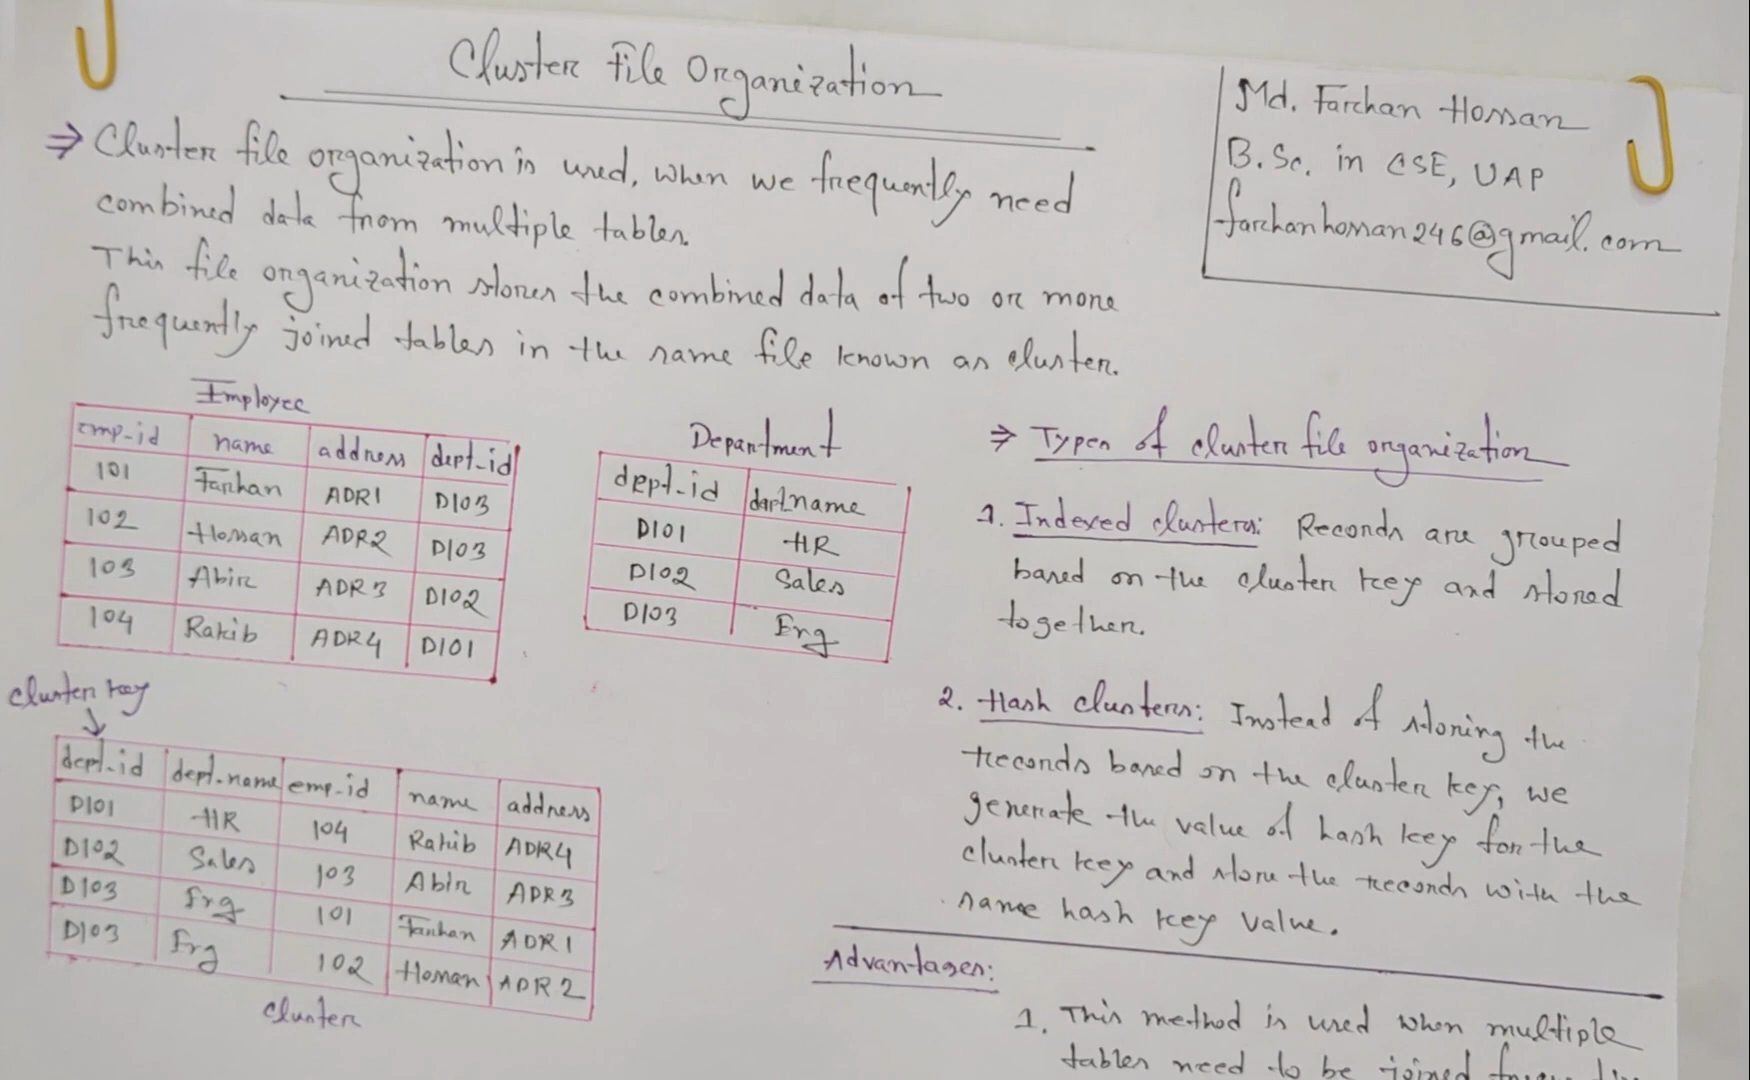 Cluster File Organization
Md. Farhan Hossan
B.Sc. in CSE, UAP
farhanhossan246@gmail.com
⇒ Cluster file organization is used, when we frequently need
combined data from multiple tables.
This file organization stores the combined data of two or more
frequently joined tables in the same file known as cluster.
Employee
emp-id name address dept-id
101 Farhan ADR1 D103
102 Hossan ADR2 D103
103 Abir ADR3 D102
104 Rakib ADR4 D101
Department
dept-id deptname
D101 HR
D102 Sales
D103 Eng
cluster key
↓
dept-id dept-name emp-id name address
D101 HR 104 Rakib ADR4
D102 Sales 103 Abir ADR3
D103 Eng 101 Farhan ADR1
D103 Eng 102 Hossan ADR2
cluster
⇒ Types of cluster file organization
1. Indexed clusters: Records are grouped
based on the cluster key and stored
together.
2. Hash clusters: Instead of storing the
records based on the cluster key, we
generate the value of hash key for the
cluster key and store the records with the
same hash key value.
Advantages:
1. This method is used when multiple
tables need to be joined